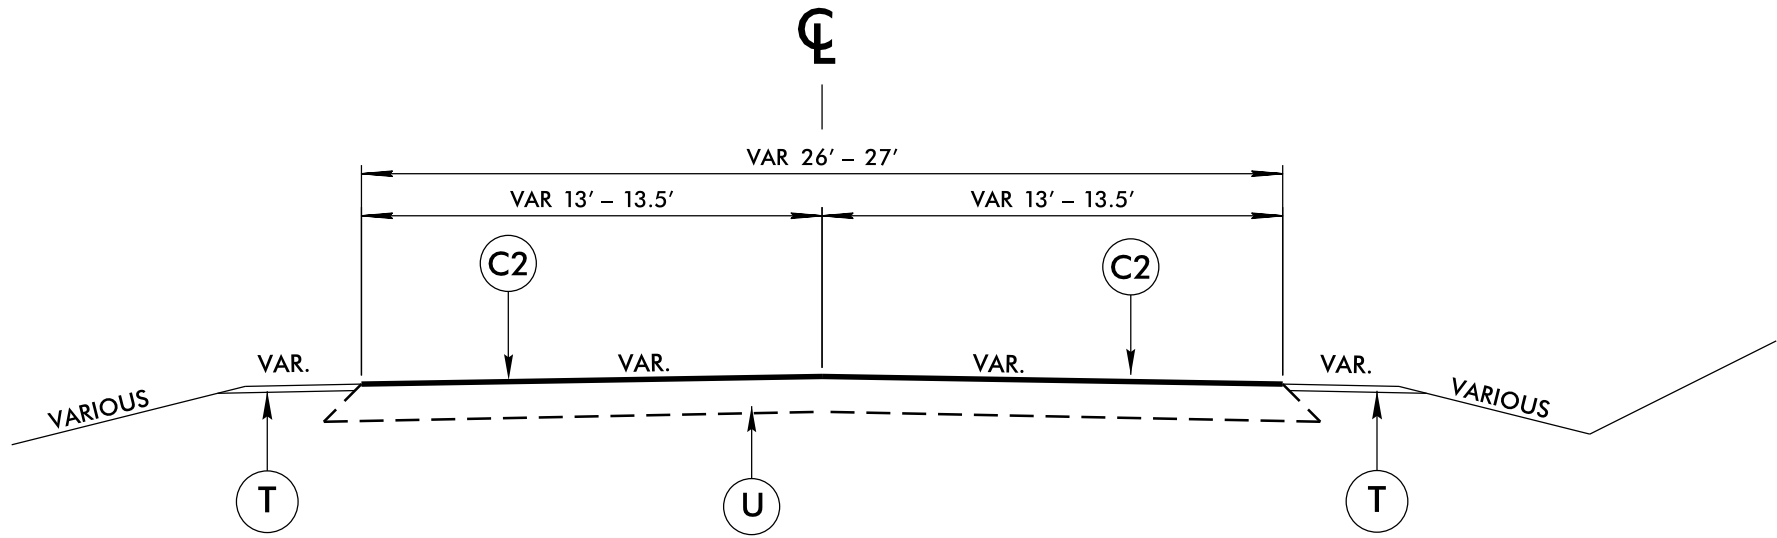 ℄
VAR 26' – 27'
VAR 13' – 13.5' VAR 13' – 13.5'
C2 C2
VAR. VAR. VAR. VAR.
VARIOUS VARIOUS
T U T